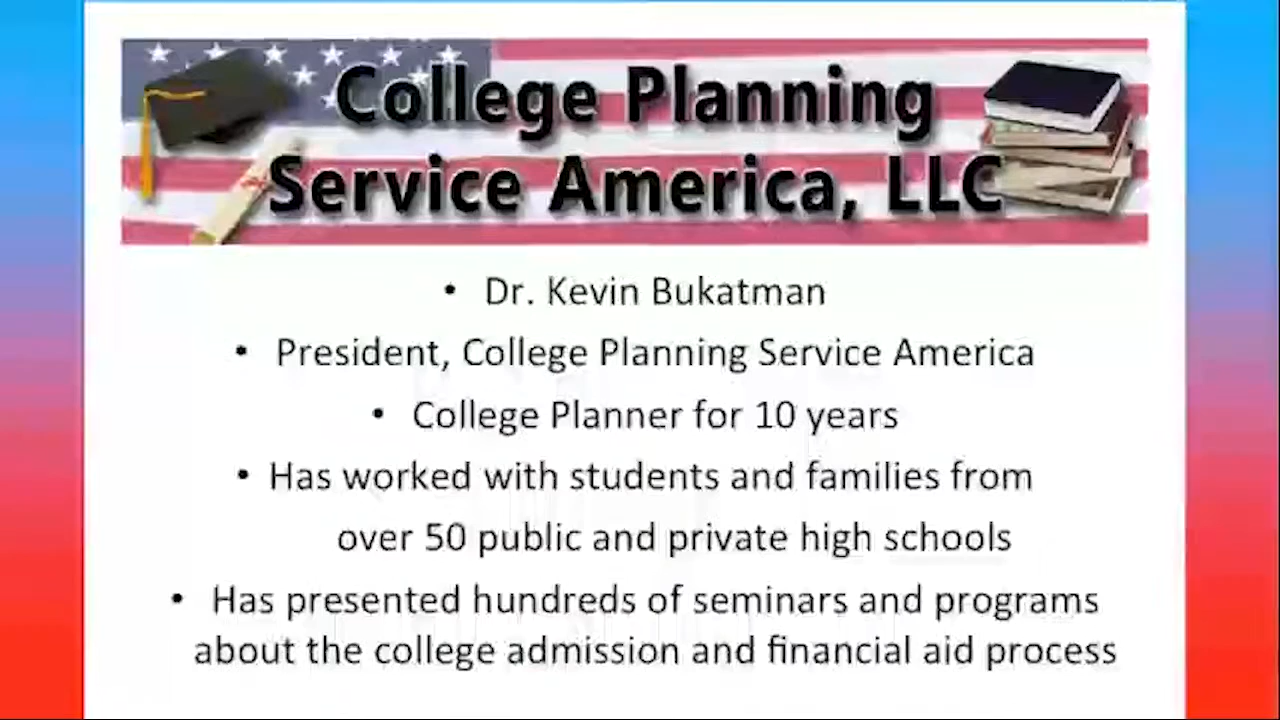 College Planning
Service America, LLC
• Dr. Kevin Bukatman
• President, College Planning Service America
• College Planner for 10 years
• Has worked with students and families from
over 50 public and private high schools
• Has presented hundreds of seminars and programs
about the college admission and financial aid process